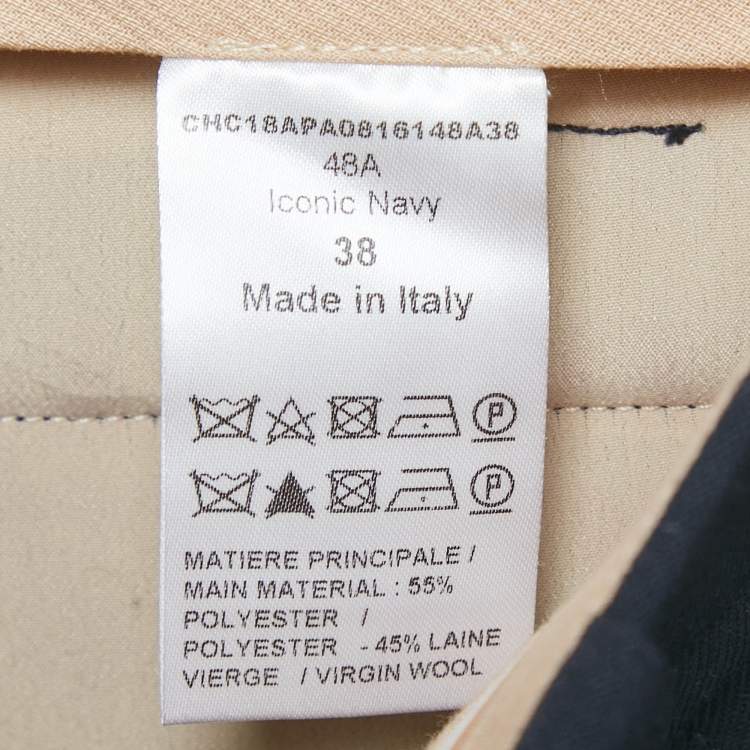 CHC18APA0816148A38
48A
Iconic Navy
38
Made in Italy
P
P
MATIERE PRINCIPALE /
MAIN MATERIAL : 55%
POLYESTER /
POLYESTER - 45% LAINE
VIERGE / VIRGIN WOOL